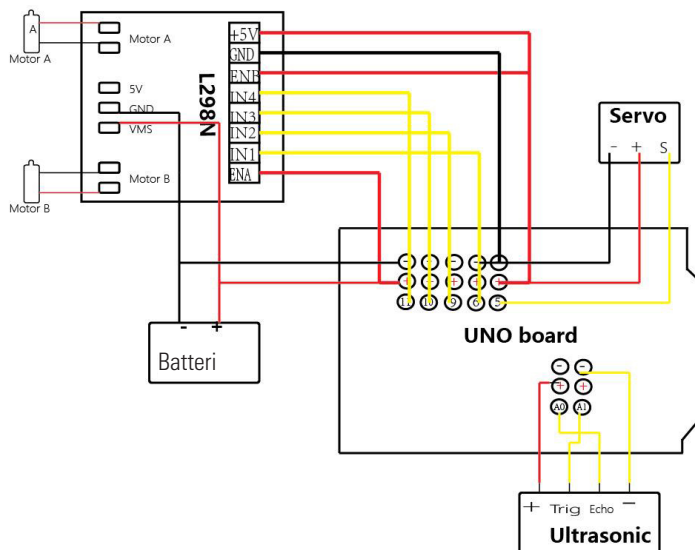 A
Motor A
Motor A
5V
GND
VMS
Motor B
Motor B
L298N
+5V
GND
ENB
IN4
IN3
IN2
IN1
ENA
Servo
- + S
- - - - -
+ + + + +
11 10 9 6 5
UNO board
- +
Batteri
- -
+ +
A0 A1
+ Trig Echo -
Ultrasonic